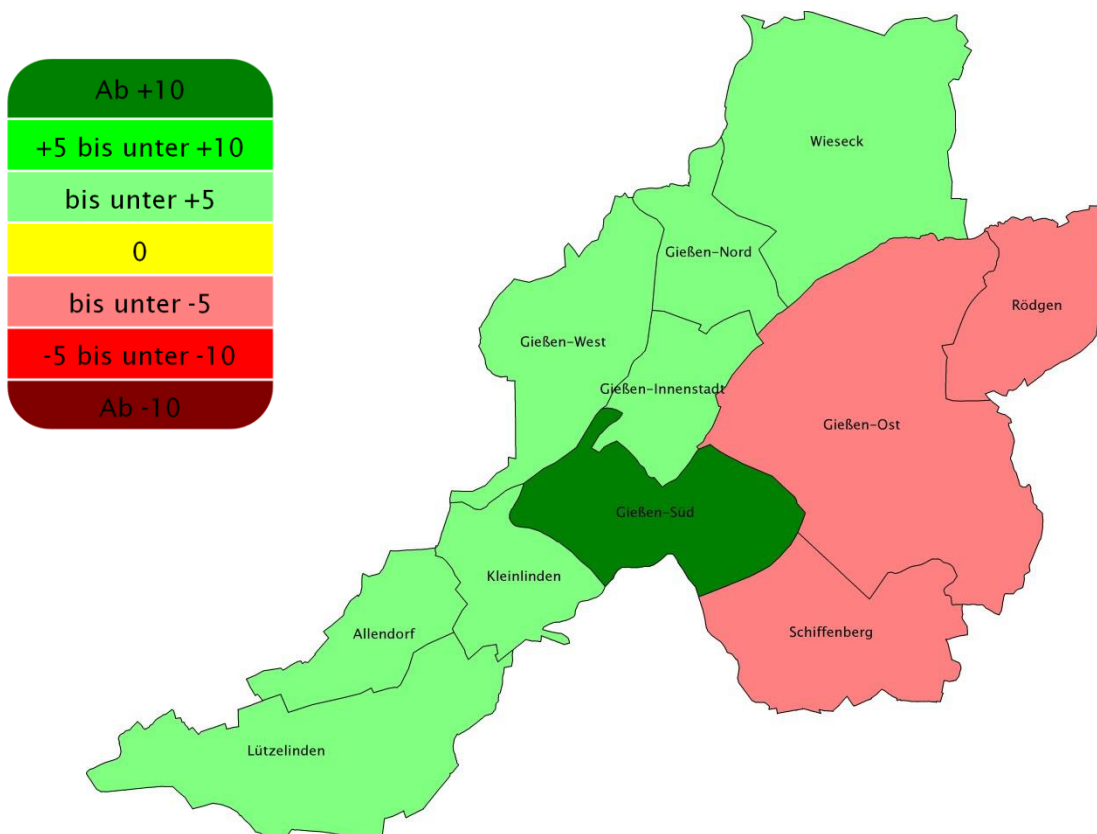 Ab +10
+5 bis unter +10
bis unter +5
0
bis unter -5
-5 bis unter -10
Ab -10
Wieseck
Gießen-Nord
Rödgen
Gießen-West
Gießen-Innenstadt
Gießen-Ost
Gießen-Süd
Kleinlinden
Allendorf
Schiffenberg
Lützelinden